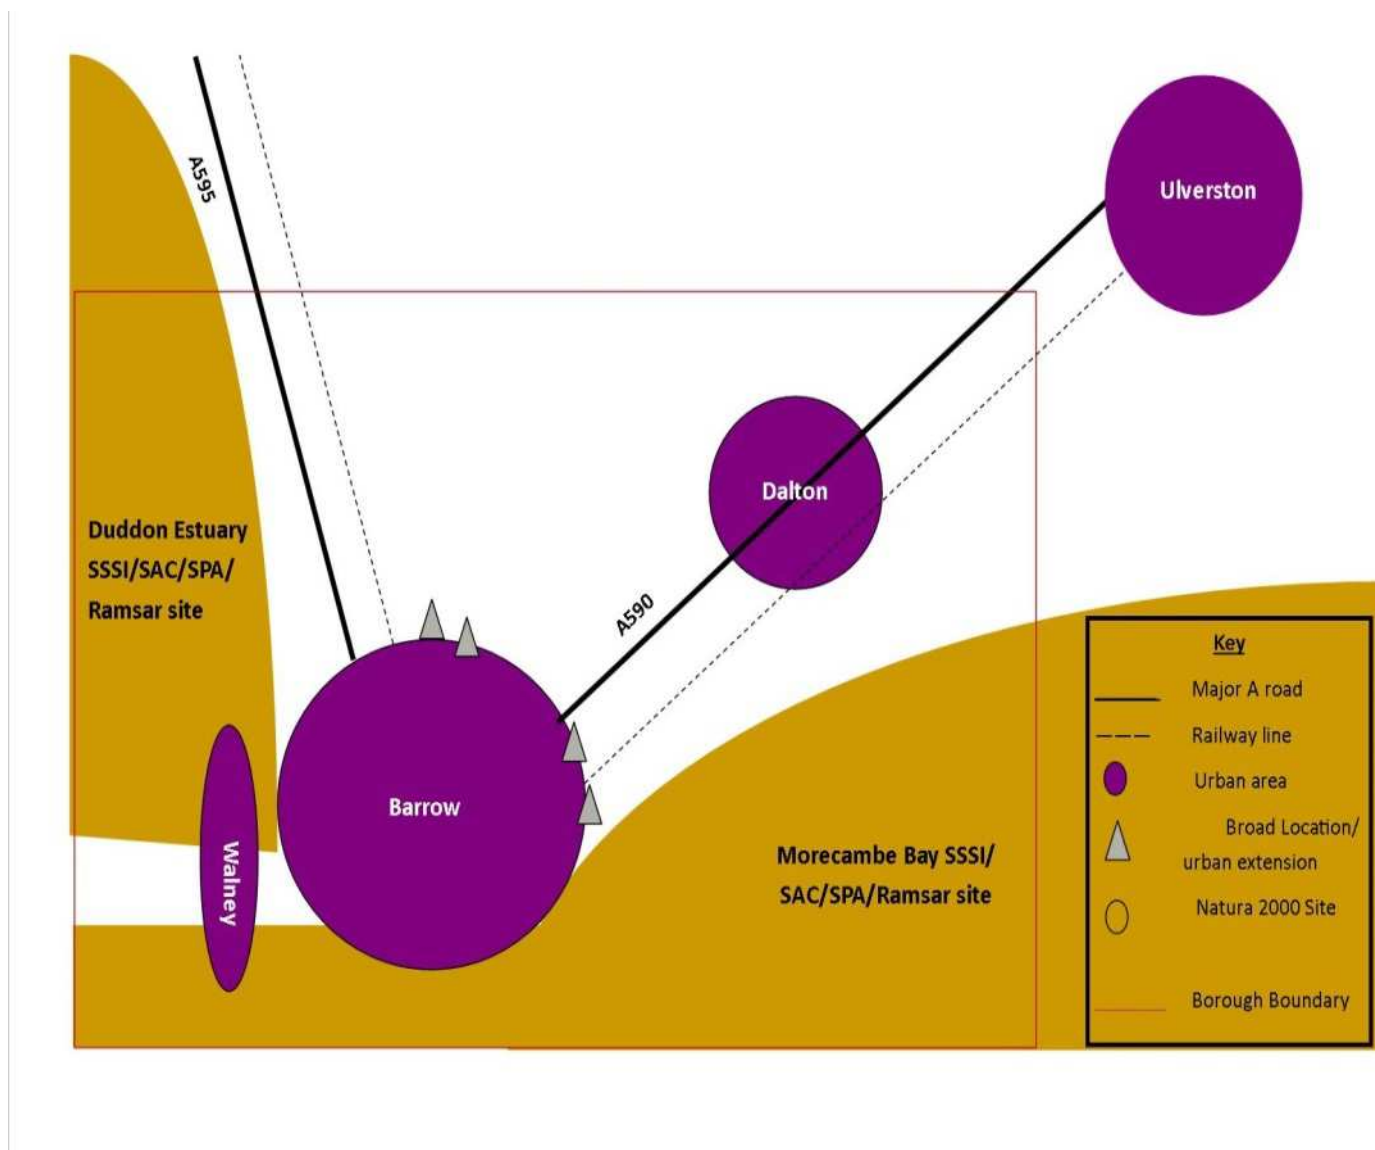 A595
Ulverston
Dalton
Duddon Estuary
SSSI/SAC/SPA/
Ramsar site
A590
Barrow
Walney
Morecambe Bay SSSI/
SAC/SPA/Ramsar site
Key
Major A road
Railway line
Urban area
Broad Location/
urban extension
Natura 2000 Site
Borough Boundary